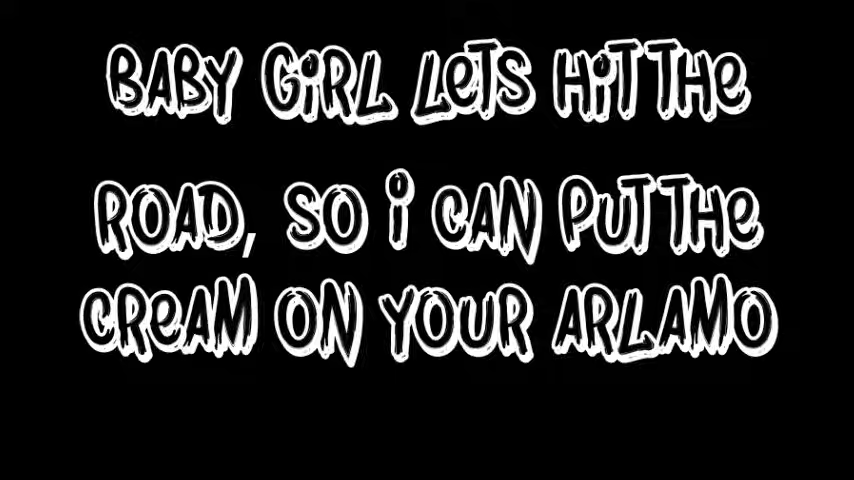 BABY GIRL LETS HIT THE
ROAD, SO I CAN PUT THE
CREAM ON YOUR ARLAMO